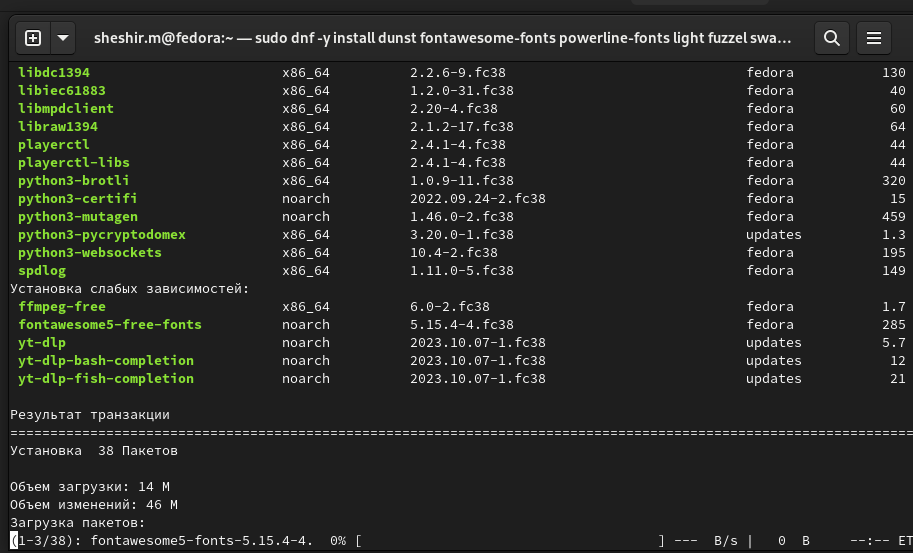 sheshir.m@fedora:~ — sudo dnf -y install dunst fontawesome-fonts powerline-fonts light fuzzel swa…
libdc1394 x86_64 2.2.6-9.fc38 fedora 130
libiec61883 x86_64 1.2.0-31.fc38 fedora 40
libmpdclient x86_64 2.20-4.fc38 fedora 60
libraw1394 x86_64 2.1.2-17.fc38 fedora 64
playerctl x86_64 2.4.1-4.fc38 fedora 44
playerctl-libs x86_64 2.4.1-4.fc38 fedora 44
python3-brotli x86_64 1.0.9-11.fc38 fedora 320
python3-certifi noarch 2022.09.24-2.fc38 fedora 15
python3-mutagen noarch 1.46.0-2.fc38 fedora 459
python3-pycryptodomex x86_64 3.20.0-1.fc38 updates 1.3
python3-websockets x86_64 10.4-2.fc38 fedora 195
spdlog x86_64 1.11.0-5.fc38 fedora 149
Установка слабых зависимостей:
ffmpeg-free x86_64 6.0-2.fc38 fedora 1.7
fontawesome5-free-fonts noarch 5.15.4-4.fc38 fedora 285
yt-dlp noarch 2023.10.07-1.fc38 updates 5.7
yt-dlp-bash-completion noarch 2023.10.07-1.fc38 updates 12
yt-dlp-fish-completion noarch 2023.10.07-1.fc38 updates 21
Результат транзакции
================================================================================
Установка 38 Пакетов
Объем загрузки: 14 M
Объем изменений: 46 M
Загрузка пакетов:
(1-3/38): fontawesome5-fonts-5.15.4-4. 0% [ ] --- B/s | 0 B --:-- ET